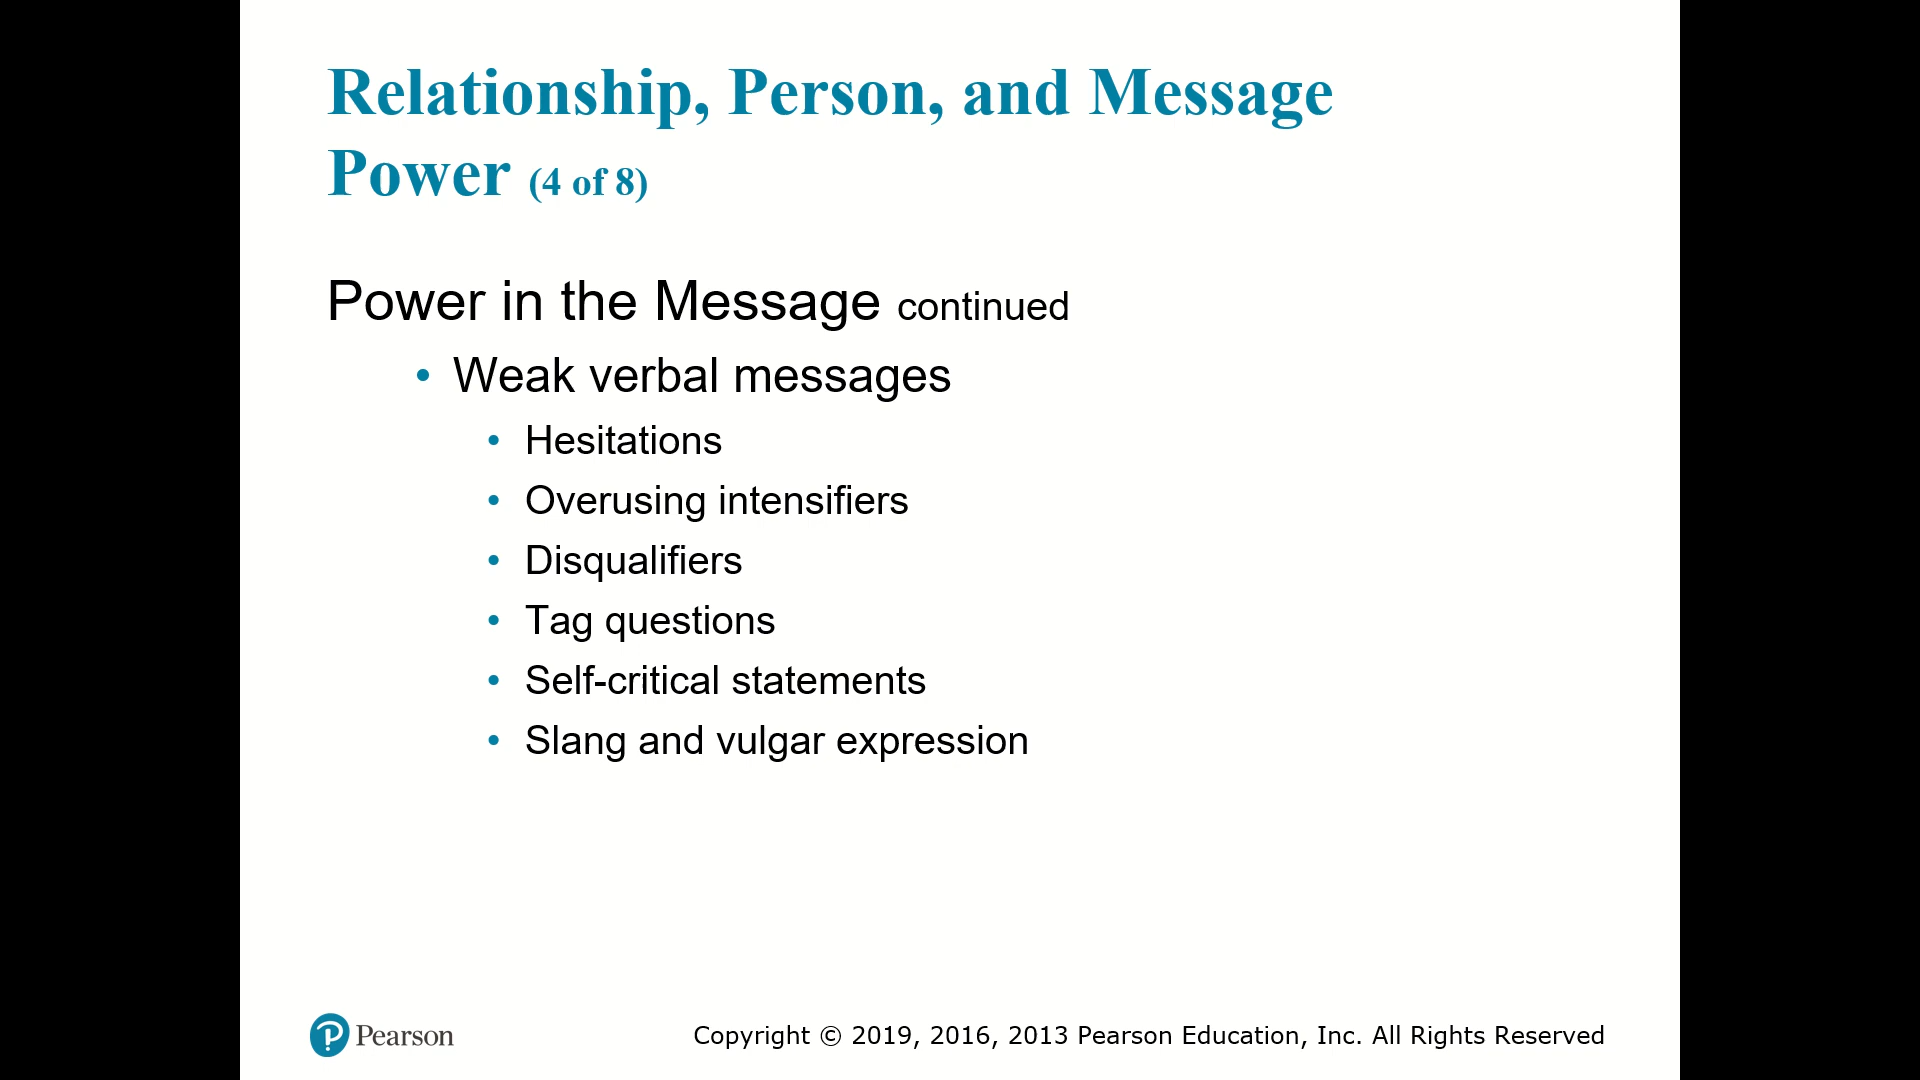 Relationship, Person, and Message
Power (4 of 8)
Power in the Message continued
• Weak verbal messages
• Hesitations
• Overusing intensifiers
• Disqualifiers
• Tag questions
• Self-critical statements
• Slang and vulgar expression
Pearson
Copyright © 2019, 2016, 2013 Pearson Education, Inc. All Rights Reserved